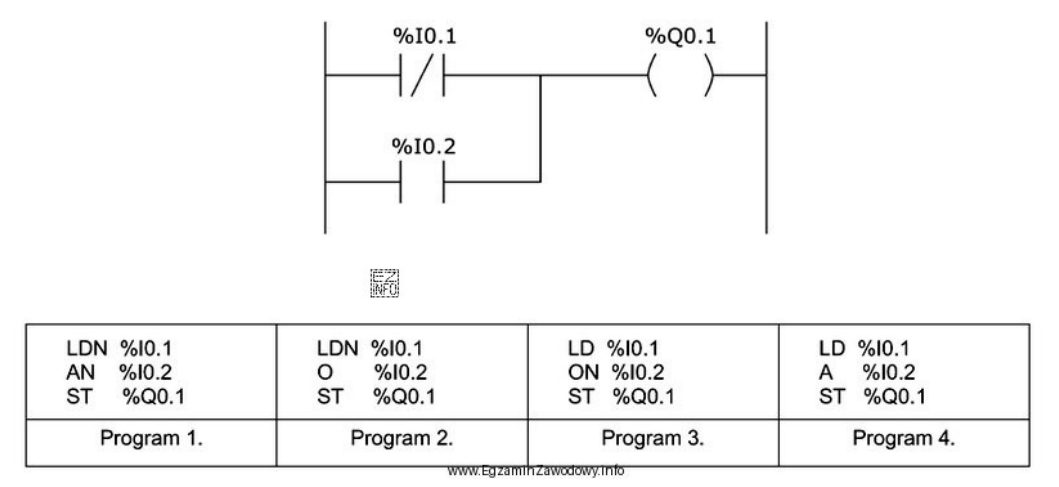 %I0.1 %Q0.1
%I0.2
EZ
INFO
LDN %I0.1
AN %I0.2
ST %Q0.1
LDN %I0.1
O %I0.2
ST %Q0.1
LD %I0.1
ON %I0.2
ST %Q0.1
LD %I0.1
A %I0.2
ST %Q0.1
Program 1. Program 2. Program 3. Program 4.
www.EgzaminZawodowy.info